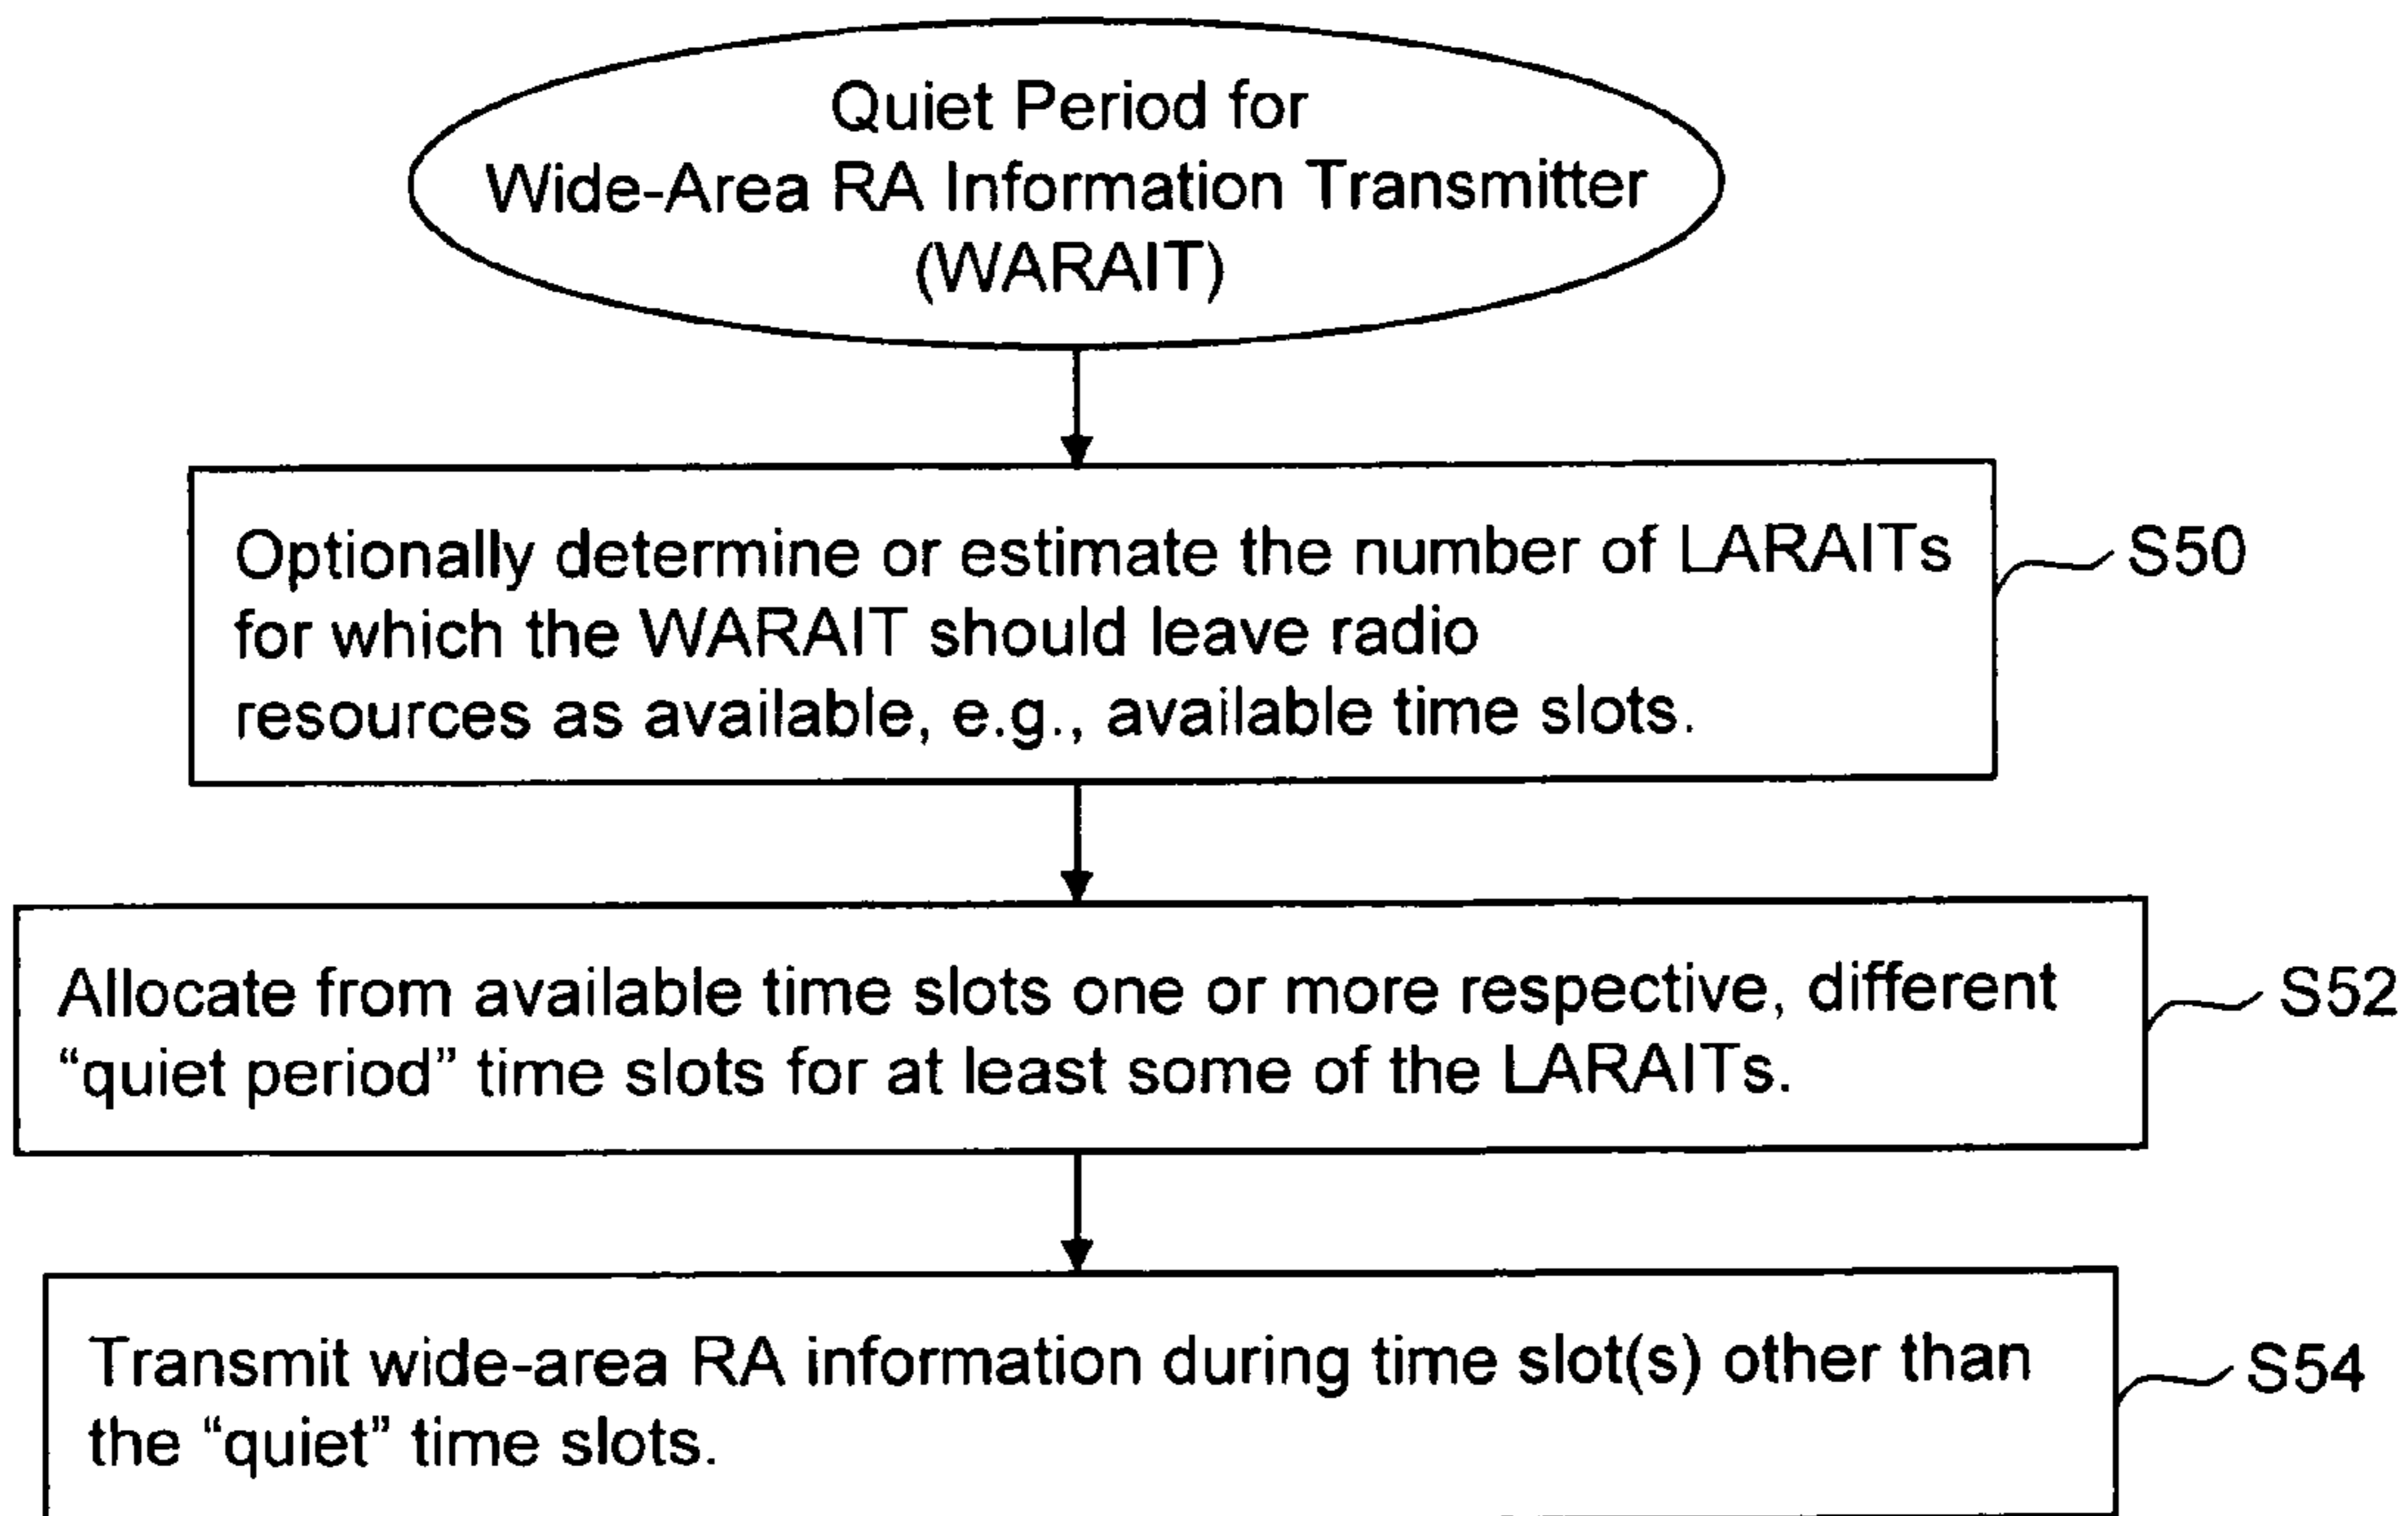 Quiet Period for
Wide-Area RA Information Transmitter
(WARAIT)
Optionally determine or estimate the number of LARAITs
for which the WARAIT should leave radio
resources as available, e.g., available time slots.
S50
Allocate from available time slots one or more respective, different
“quiet period” time slots for at least some of the LARAITs.
S52
Transmit wide-area RA information during time slot(s) other than
the “quiet” time slots.
S54